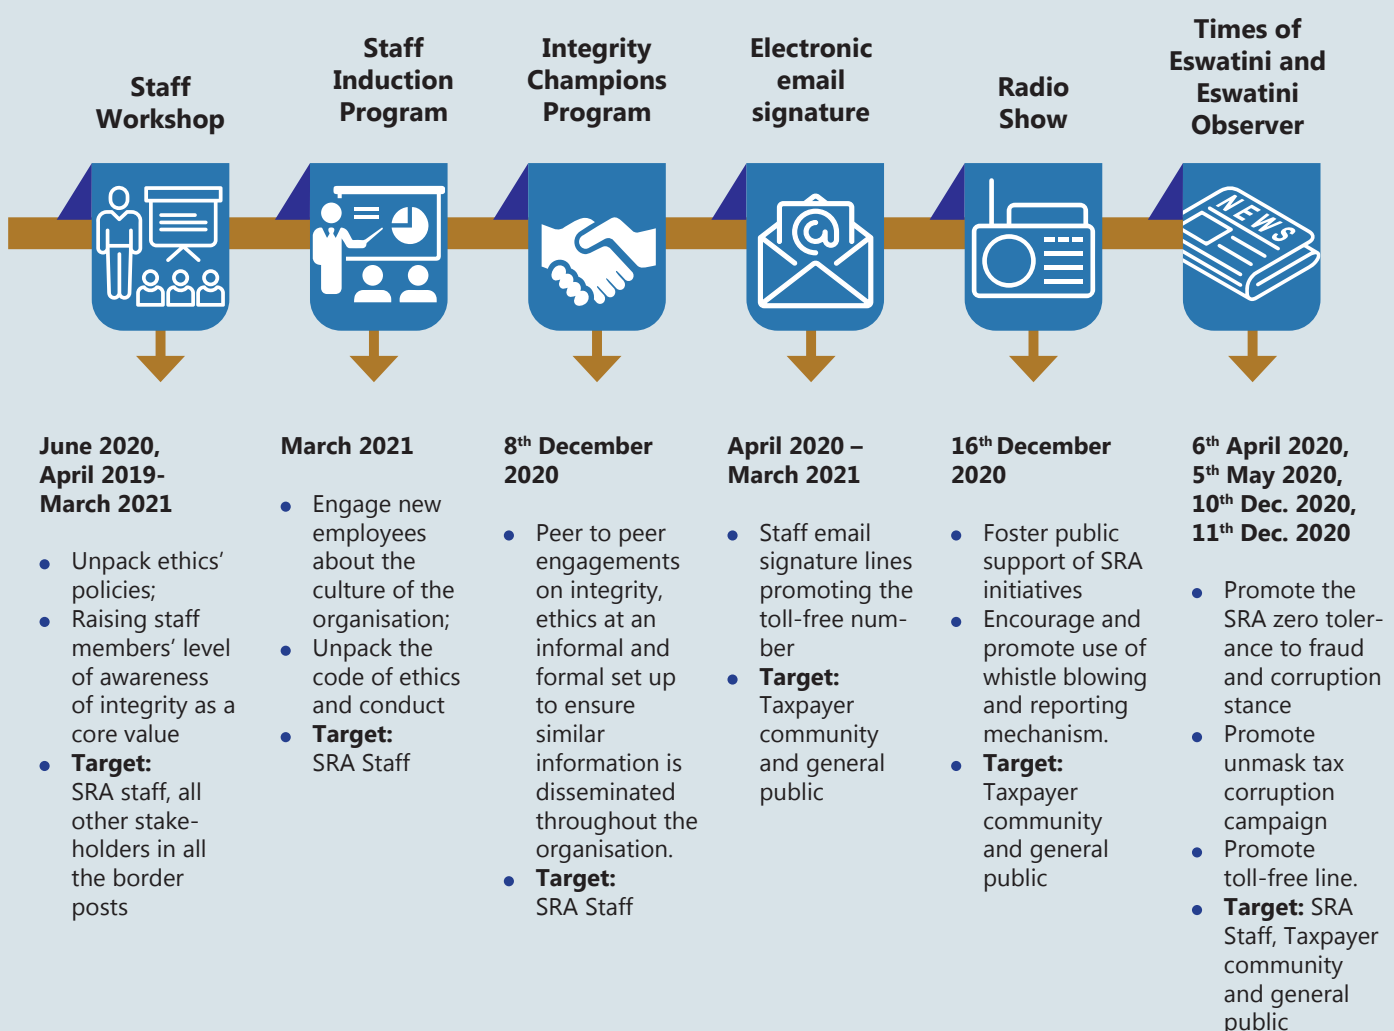 Staff
Workshop
Staff
Induction
Program
Integrity
Champions
Program
Electronic
email
signature
Radio
Show
Times of
Eswatini and
Eswatini
Observer
NEWS
June 2020,
April 2019-
March 2021
● Unpack ethics’
policies;
● Raising staff
members’ level
of awareness
of integrity as a
core value
● Target:
SRA staff, all
other stake-
holders in all
the border
posts
March 2021
● Engage new
employees
about the
culture of the
organisation;
● Unpack the
code of ethics
and conduct
● Target:
SRA Staff
8th December
2020
● Peer to peer
engagements
on integrity,
ethics at an
informal and
formal set up
to ensure
similar
information is
disseminated
throughout the
organisation.
● Target:
SRA Staff
April 2020 –
March 2021
● Staff email
signature lines
promoting the
toll-free num-
ber
● Target:
Taxpayer
community
and general
public
16th December
2020
● Foster public
support of SRA
initiatives
● Encourage and
promote use of
whistle blowing
and reporting
mechanism.
● Target:
Taxpayer
community
and general
public
6th April 2020,
5th May 2020,
10th Dec. 2020,
11th Dec. 2020
● Promote the
SRA zero toler-
ance to fraud
and corruption
stance
● Promote
unmask tax
corruption
campaign
● Promote
toll-free line.
● Target: SRA
Staff, Taxpayer
community
and general
public